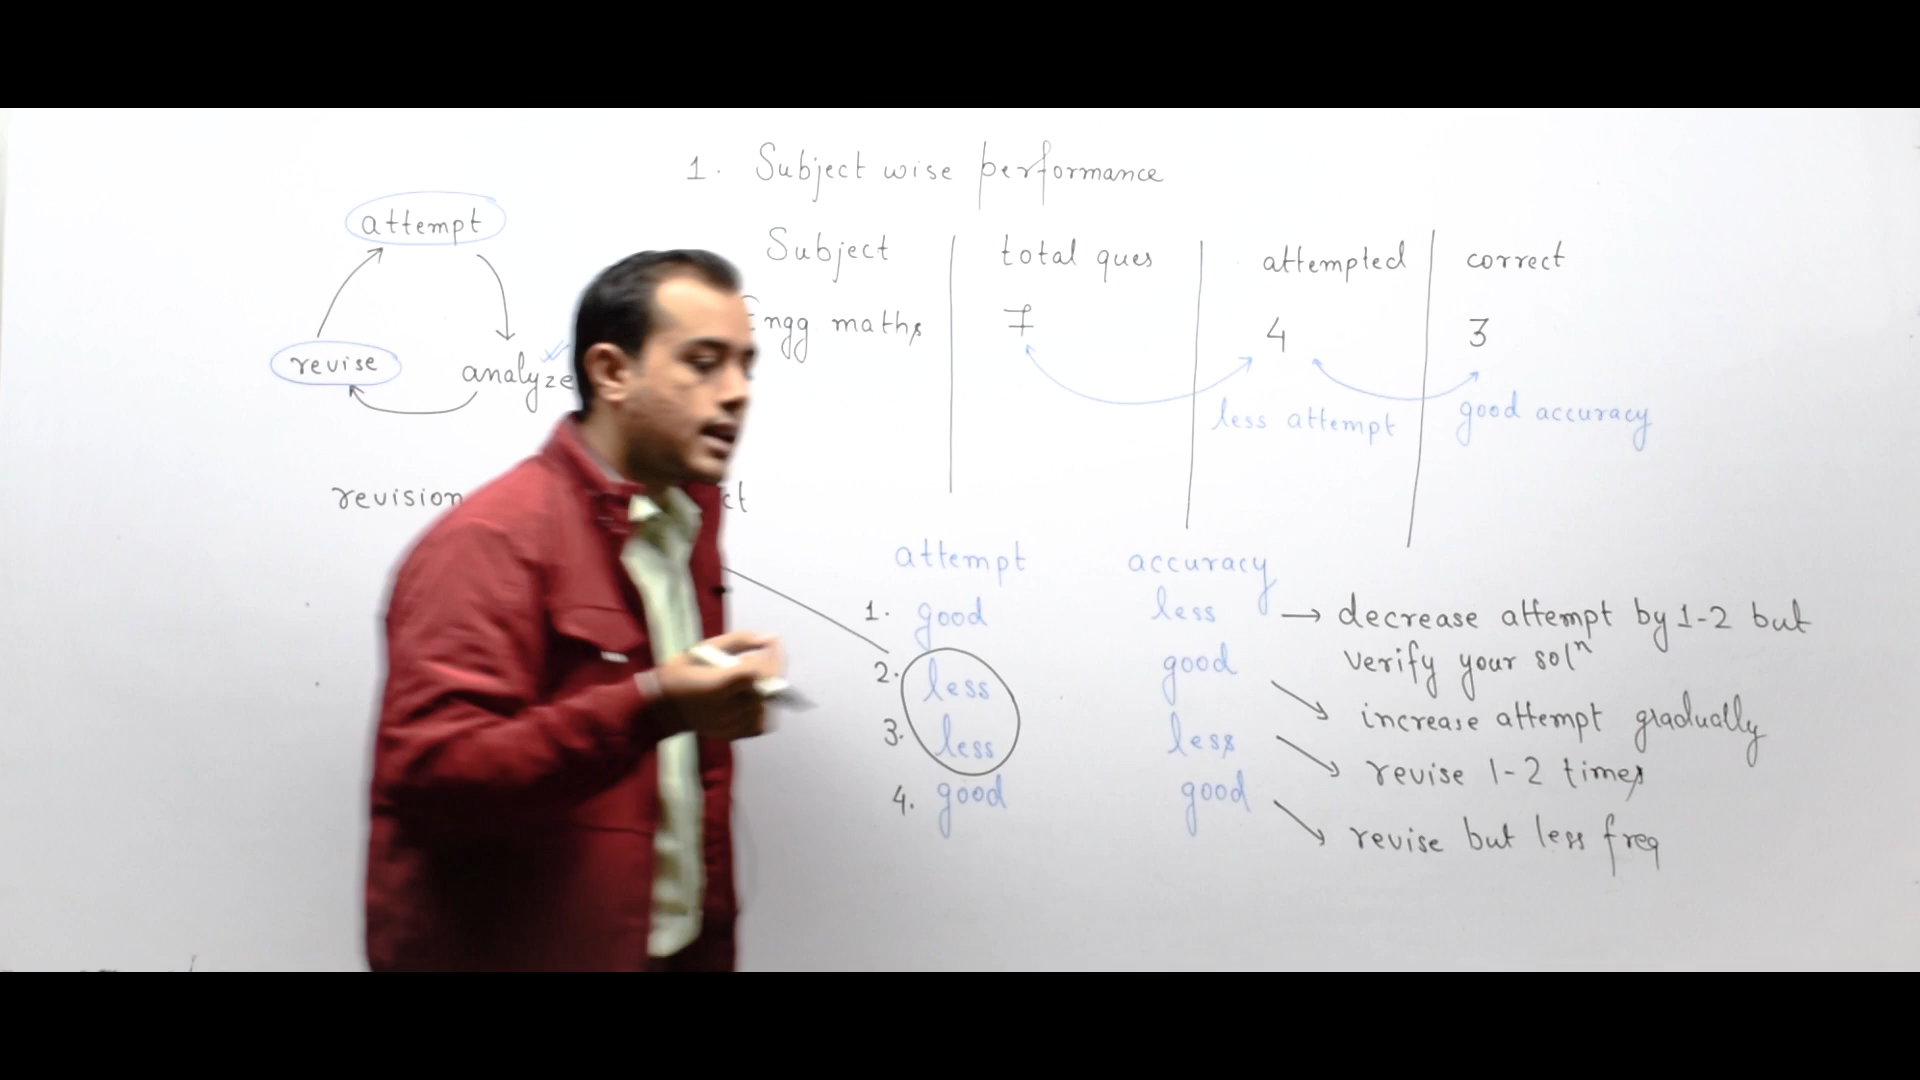 1. Subject wise performance
attempt
revise
analyze
revision
Subject total ques attempted correct
Engg maths 7 4 3
less attempt good accuracy
attempt accuracy
1. good less → decrease attempt by 1-2 but
verify your solⁿ
2. less good increase attempt gradually
3. less less revise 1-2 times
4. good good revise but less freq